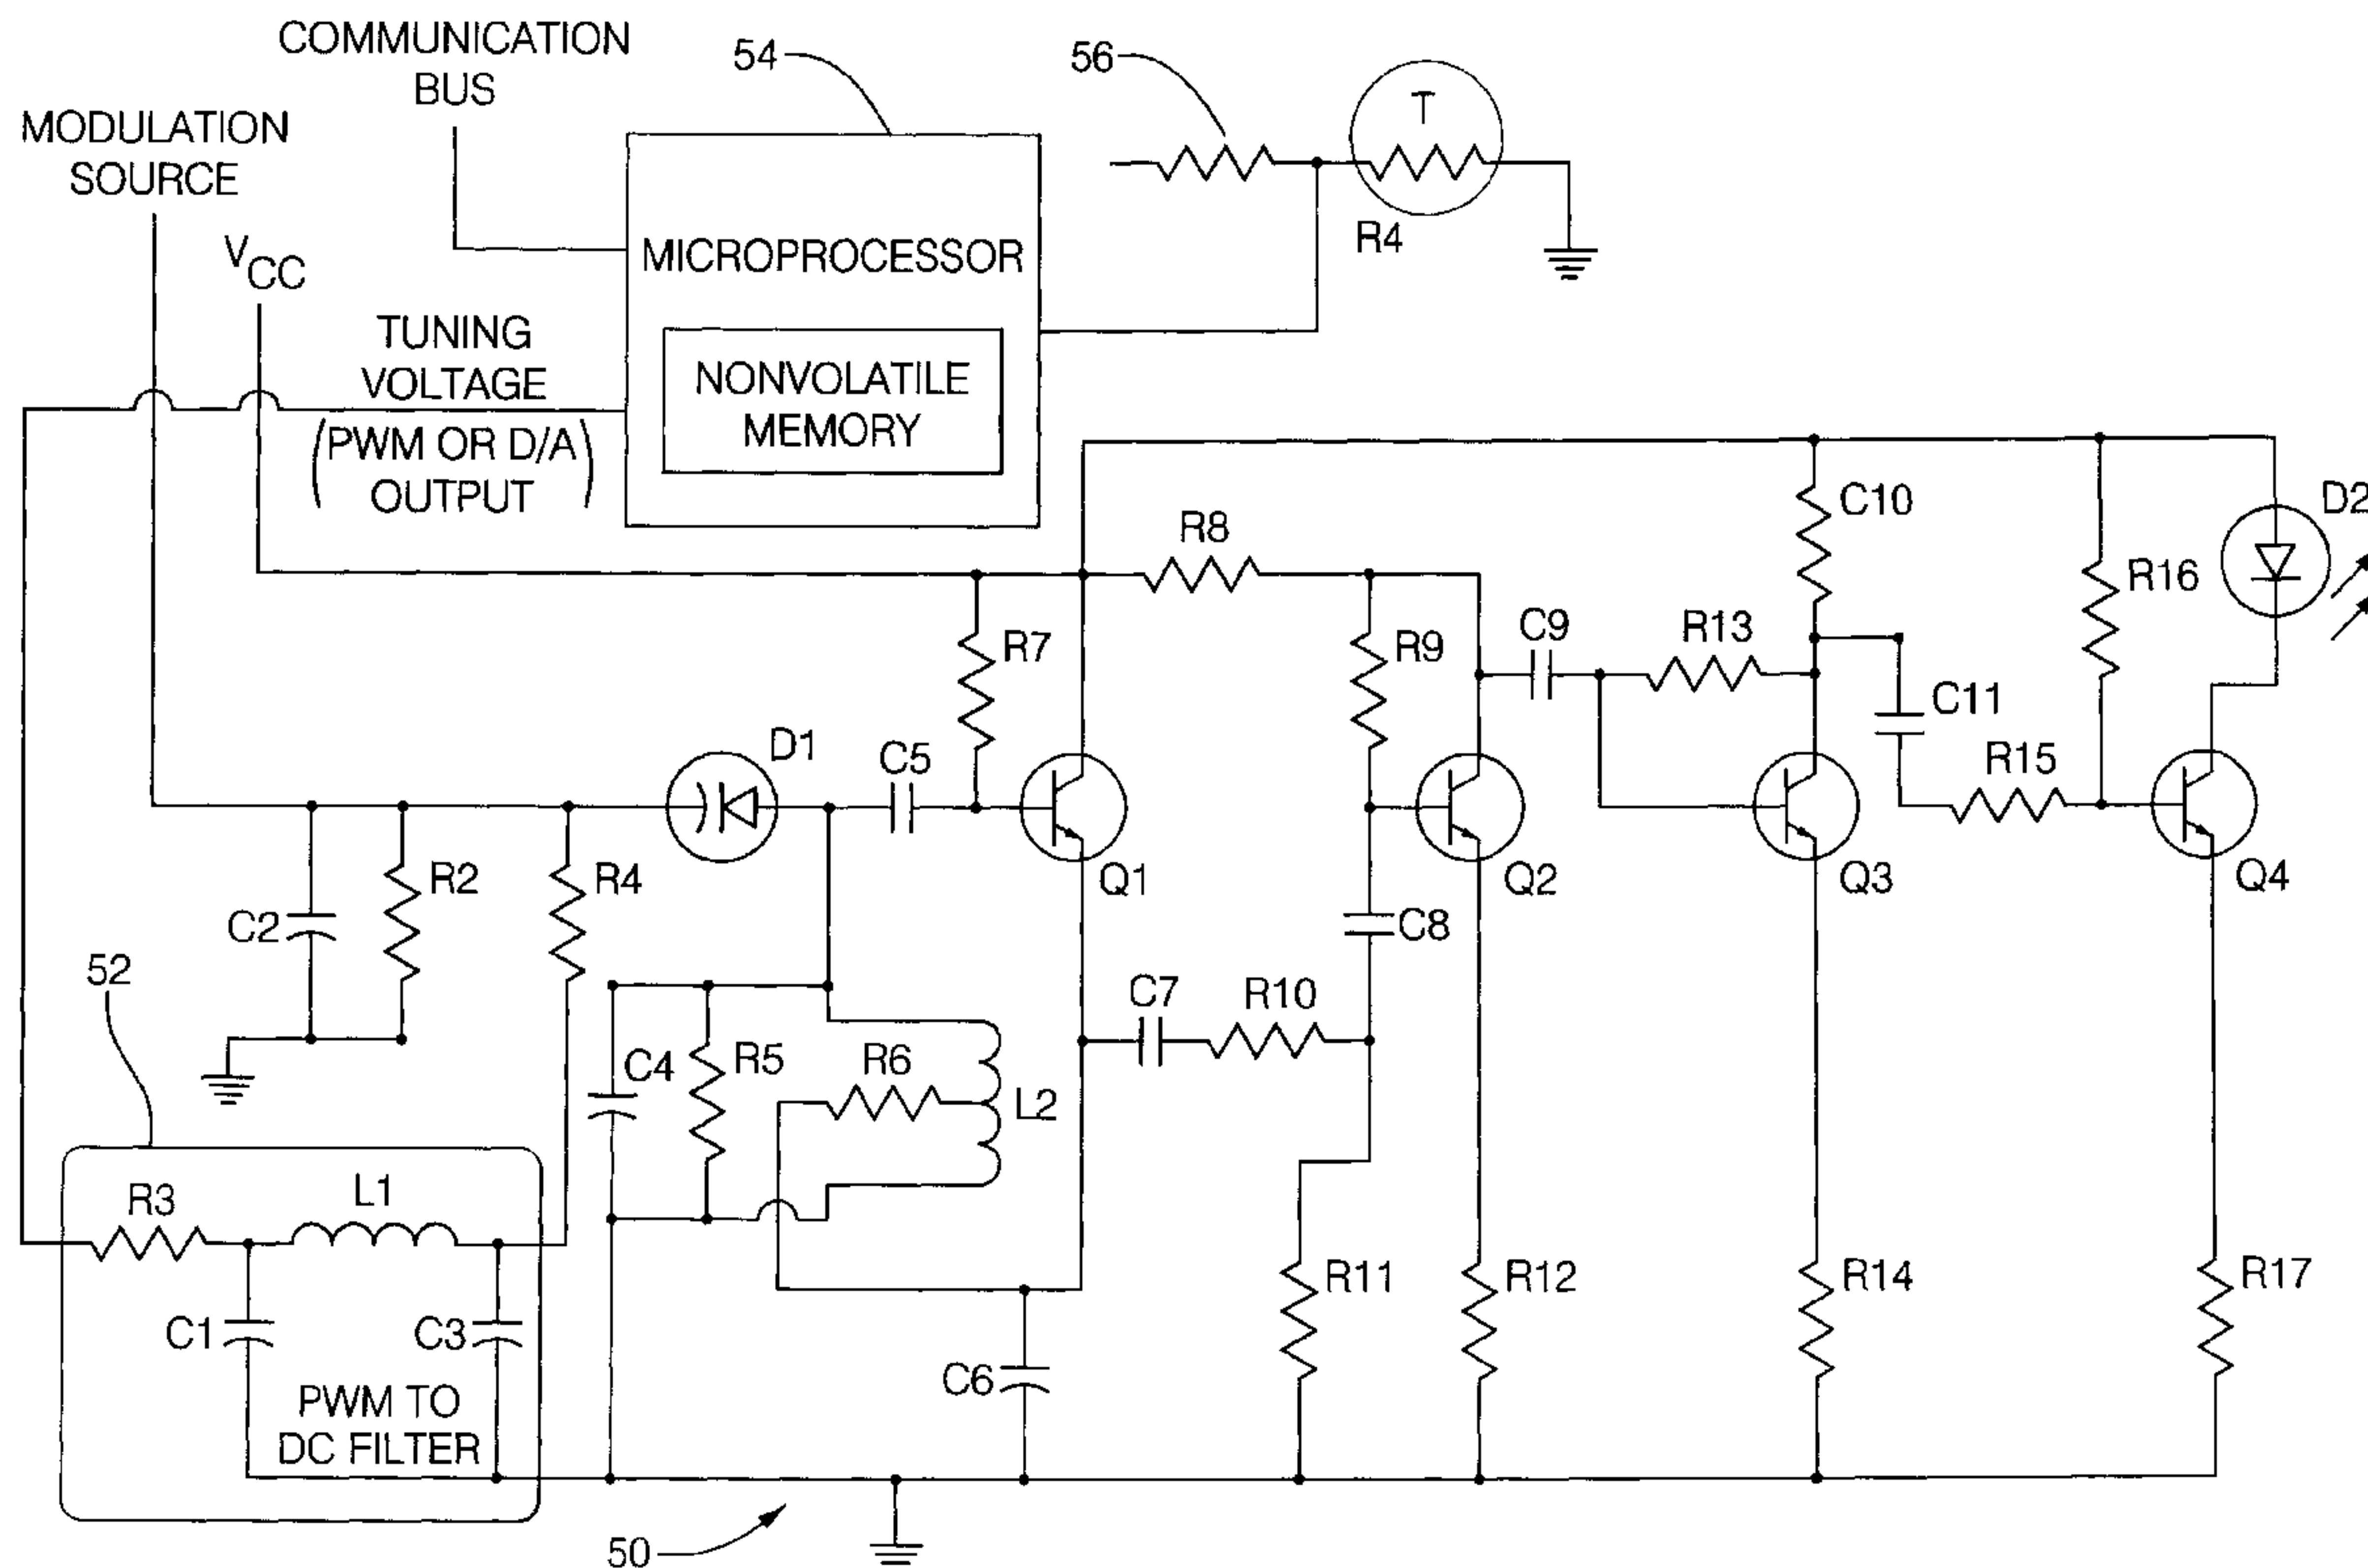 COMMUNICATION
BUS
54
56
MODULATION
SOURCE
T
R4
VCC
MICROPROCESSOR
TUNING
VOLTAGE
(PWM OR D/A)
OUTPUT
NONVOLATILE
MEMORY
C10
D2
R8
R16
R7
R9
C9
R13
C11
D1
C5
R15
R2
R4
Q1
Q2
Q3
Q4
C2
C8
52
C7
R10
C4
R5
R6
L2
R3
L1
R11
R12
R14
R17
C1
C3
C6
PWM TO
DC FILTER
50